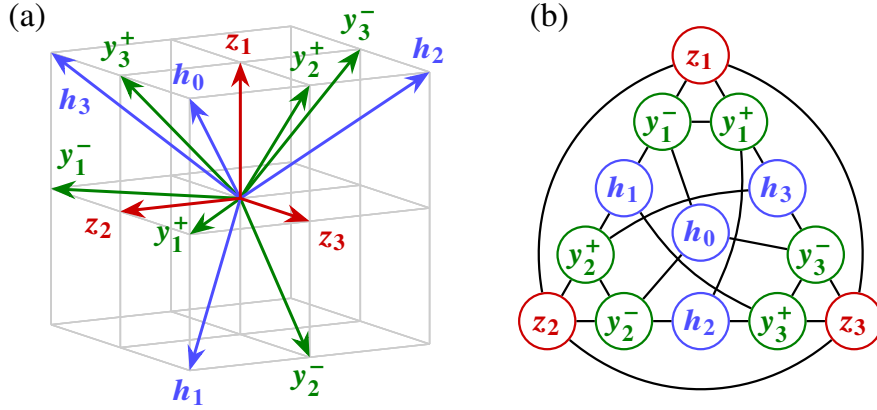 (a)
y₃⁺
z₁
y₂⁺
y₃⁻
h₂
h₃
h₀
y₁⁻
z₂
y₁⁺
z₃
h₁
y₂⁻
(b)
z₁
y₁⁻ y₁⁺
h₁ h₃
h₀
y₂⁺ y₃⁻
z₂ y₂⁻ h₂ y₃⁺ z₃